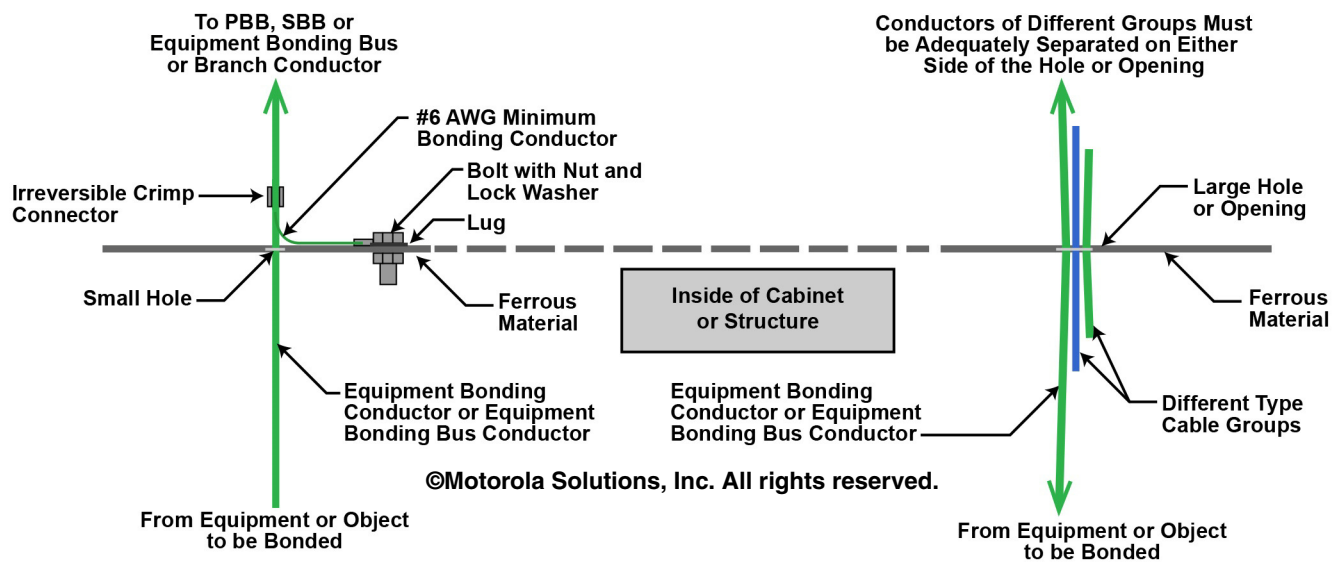 To PBB, SBB or
Equipment Bonding Bus
or Branch Conductor
#6 AWG Minimum
Bonding Conductor
Bolt with Nut and
Lock Washer
Lug
Irreversible Crimp
Connector
Small Hole
Ferrous
Material
Equipment Bonding
Conductor or Equipment
Bonding Bus Conductor
From Equipment or Object
to be Bonded
Inside of Cabinet
or Structure
Conductors of Different Groups Must
be Adequately Separated on Either
Side of the Hole or Opening
Large Hole
or Opening
Ferrous
Material
Equipment Bonding
Conductor or Equipment
Bonding Bus Conductor
Different Type
Cable Groups
©Motorola Solutions, Inc. All rights reserved.
From Equipment or Object
to be Bonded